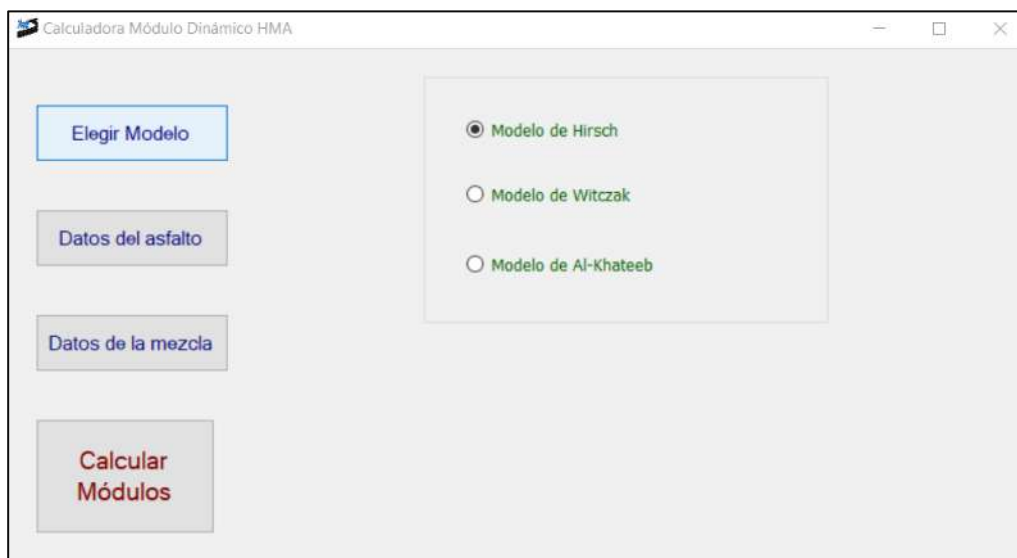 Calculadora Módulo Dinámico HMA
Elegir Modelo
Datos del asfalto
Datos de la mezcla
Calcular
Módulos
Modelo de Hirsch
Modelo de Witczak
Modelo de Al-Khateeb